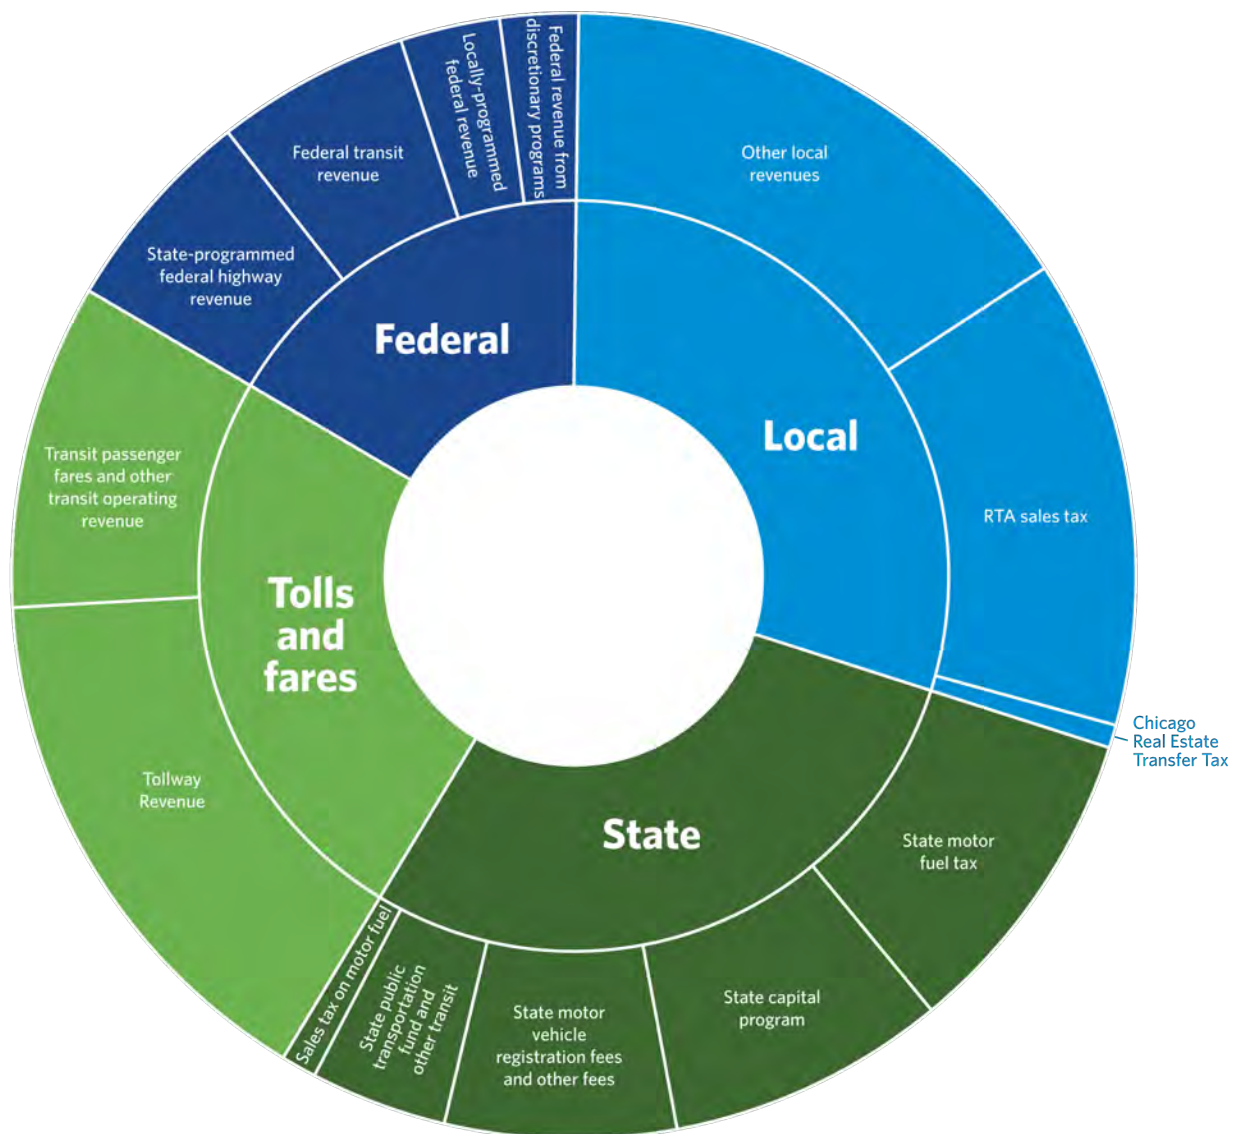 Federal
Local
State
Tolls
and
fares
Other local
revenues
RTA sales tax
Chicago
Real Estate
Transfer Tax
State motor
fuel tax
State capital
program
State motor
vehicle
registration fees
and other fees
State public
transportation
fund and
other transit
Sales tax on motor fuel
Tollway
Revenue
Transit passenger
fares and other
transit operating
revenue
State-programmed
federal highway
revenue
Federal transit
revenue
Locally-programmed
federal revenue
Federal revenue from
discretionary programs